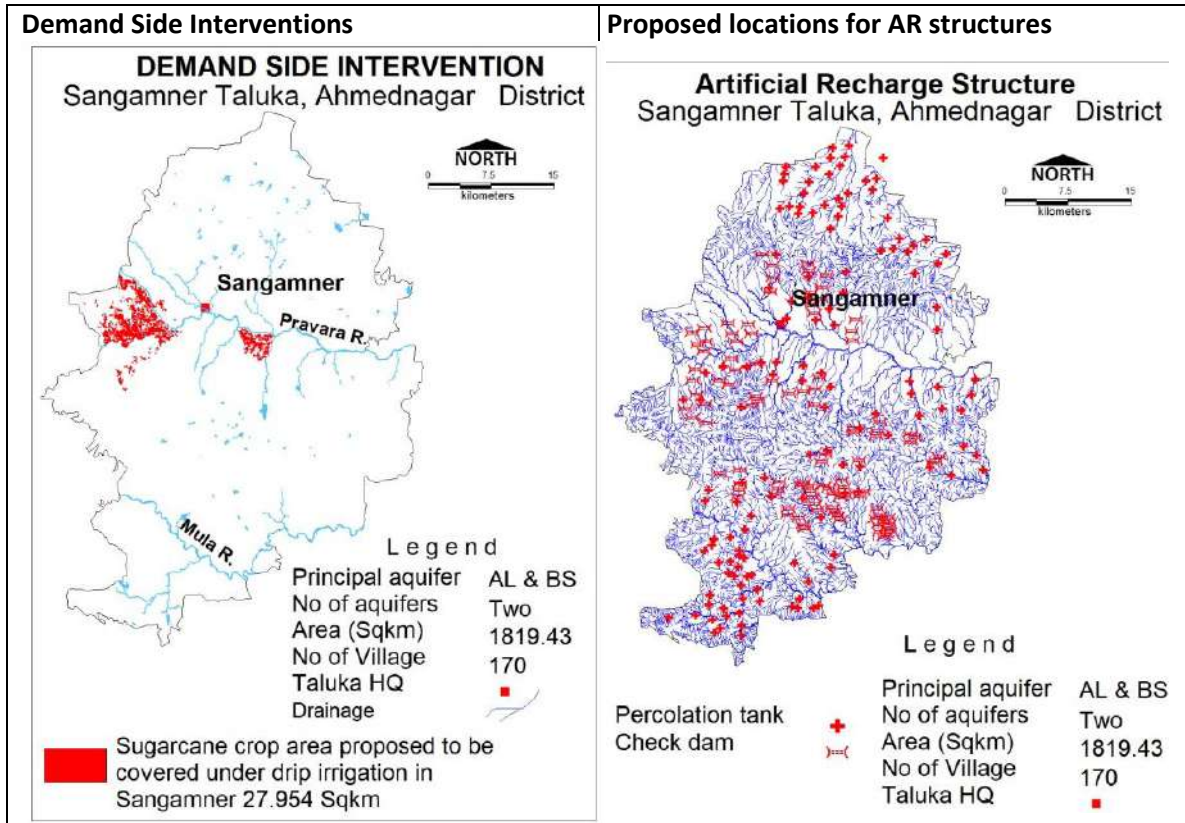 Demand Side Interventions
DEMAND SIDE INTERVENTION
Sangamner Taluka, Ahmednagar District
NORTH
0 7.5 15
kilometers
Sangamner
Pravara R.
Mula R.
Legend
Principal aquifer AL & BS
No of aquifers Two
Area (Sqkm) 1819.43
No of Village 170
Taluka HQ
Drainage
Sugarcane crop area proposed to be
covered under drip irrigation in
Sangamner 27.954 Sqkm
Proposed locations for AR structures
Artificial Recharge Structure
Sangamner Taluka, Ahmednagar District
NORTH
0 7.5 15
kilometers
Sangamner
Legend
Percolation tank
Check dam
Principal aquifer AL & BS
No of aquifers Two
Area (Sqkm) 1819.43
No of Village 170
Taluka HQ